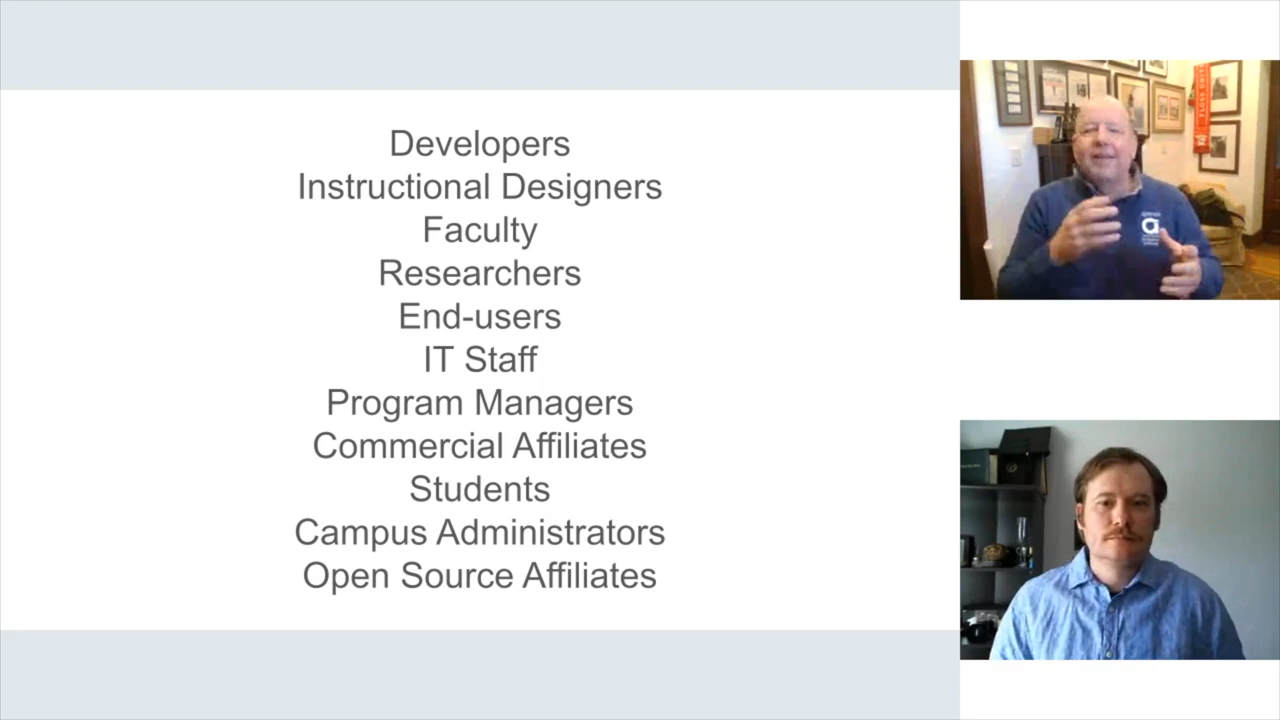 Developers
Instructional Designers
Faculty
Researchers
End-users
IT Staff
Program Managers
Commercial Affiliates
Students
Campus Administrators
Open Source Affiliates